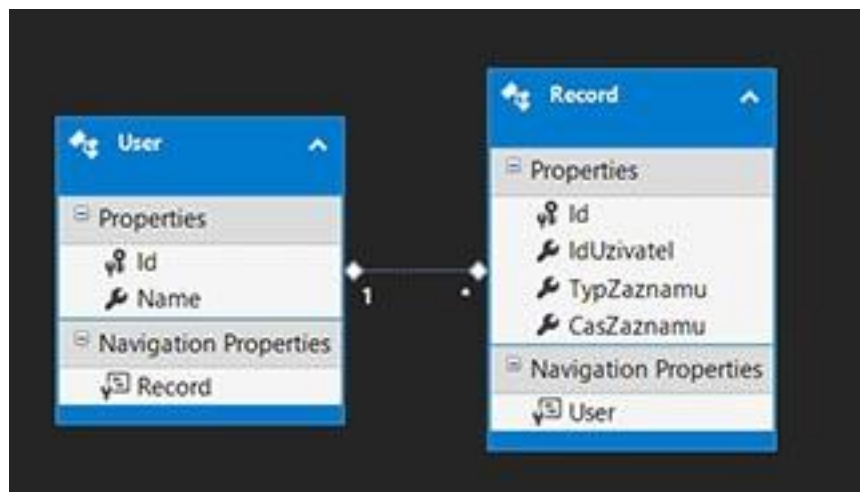 User
Properties
Id
Name
Navigation Properties
Record
1
*
Record
Properties
Id
IdUzivatel
TypZaznamu
CasZaznamu
Navigation Properties
User